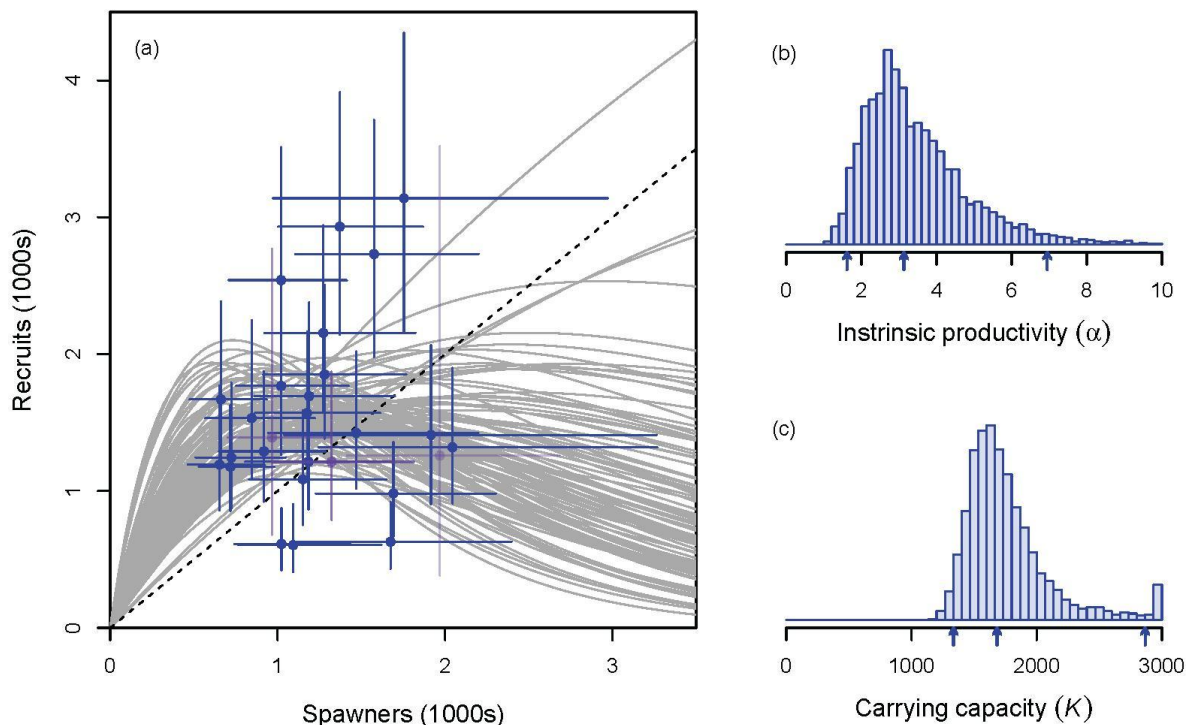 (a)
4
3
2
1
0
Recruits (1000s)
0 1 2 3
Spawners (1000s)
(b)
0 2 4 6 8 10
Instrinsic productivity (α)
(c)
0 1000 2000 3000
Carrying capacity (K)